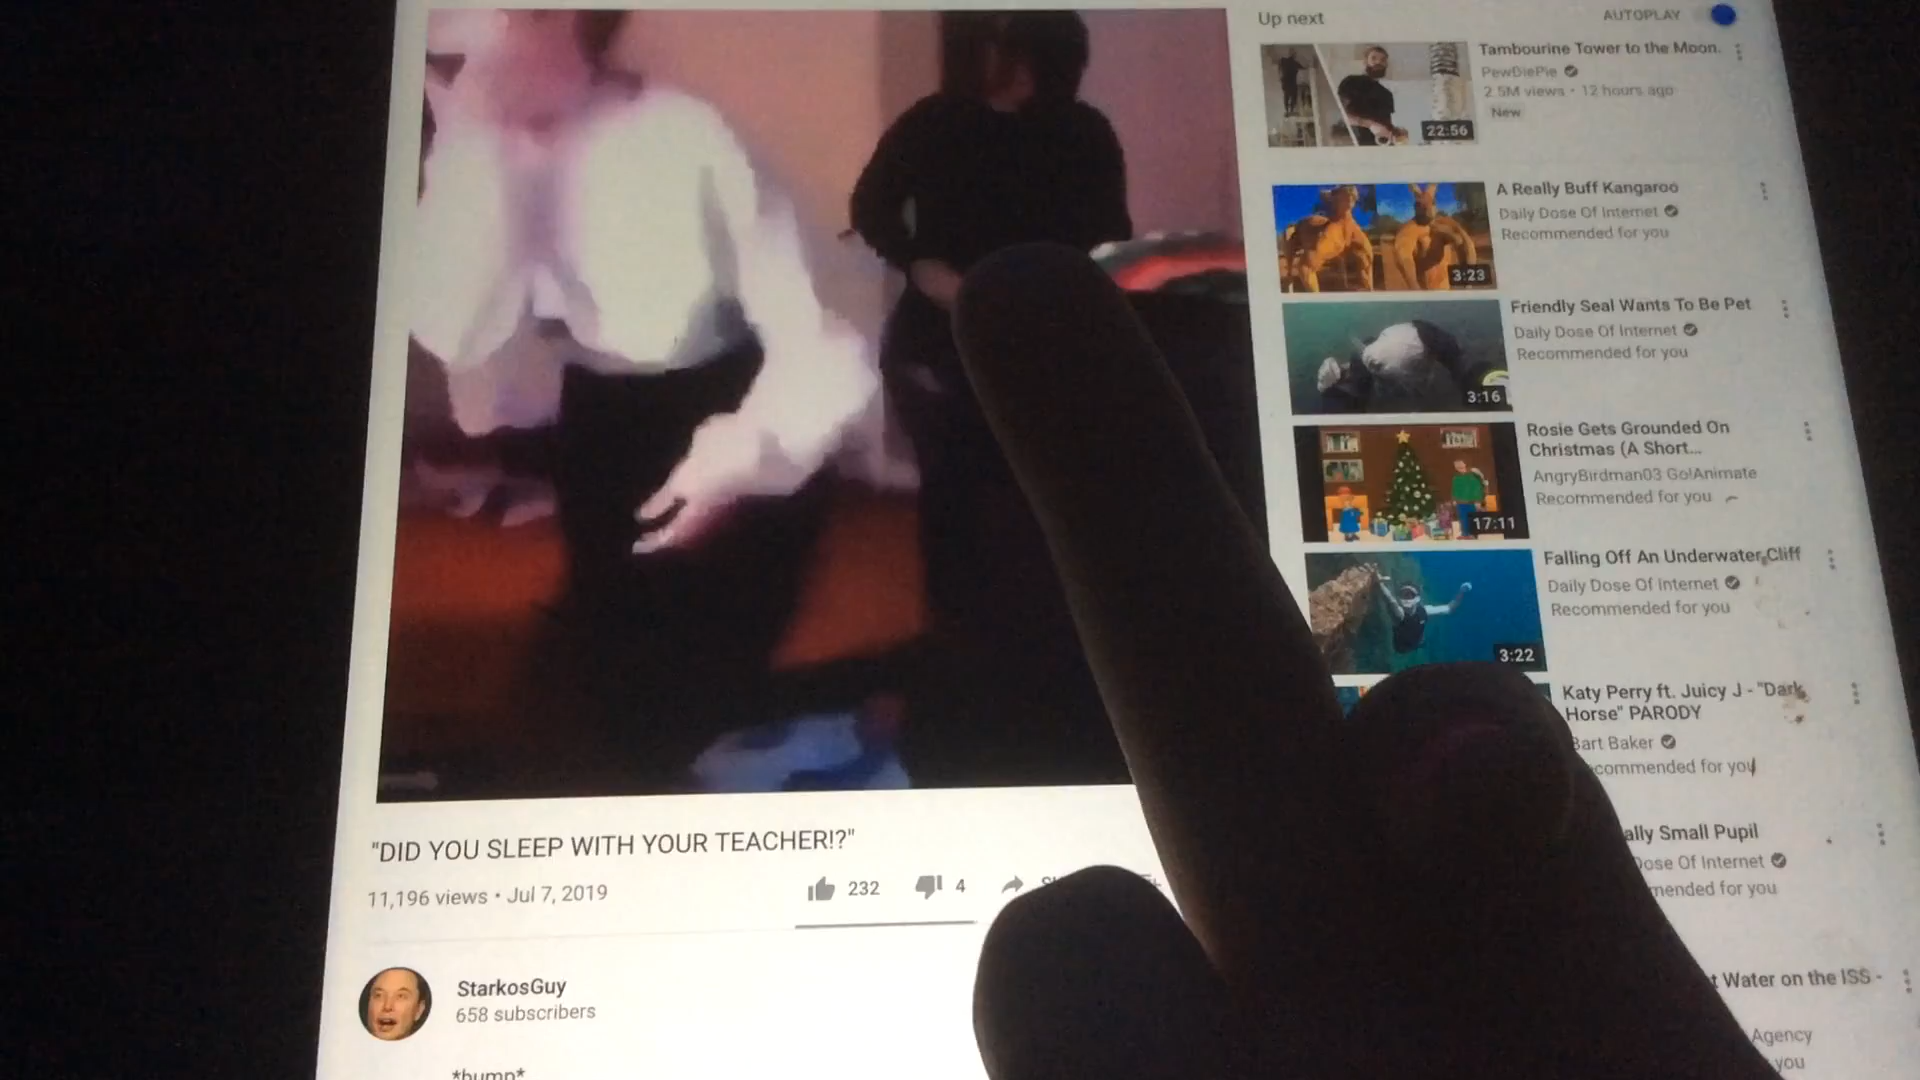 Up next
AUTOPLAY
Tambourine Tower to the Moon.
PewDiePie
2.5M views • 12 hours ago
New
22:56
A Really Buff Kangaroo
Daily Dose Of Internet
Recommended for you
3:23
Friendly Seal Wants To Be Pet
Daily Dose Of Internet
Recommended for you
3:16
Rosie Gets Grounded On
Christmas (A Short...
AngryBirdman03 Go!Animate
Recommended for you
17:11
Falling Off An Underwater Cliff
Daily Dose Of Internet
Recommended for you
3:22
Katy Perry ft. Juicy J - "Dark
Horse" PARODY
Bart Baker
commended for you
ally Small Pupil
Dose Of Internet
mended for you
t Water on the ISS -
Agency
you
"DID YOU SLEEP WITH YOUR TEACHER!?"
11,196 views • Jul 7, 2019
232
4
StarkosGuy
658 subscribers
*bump*